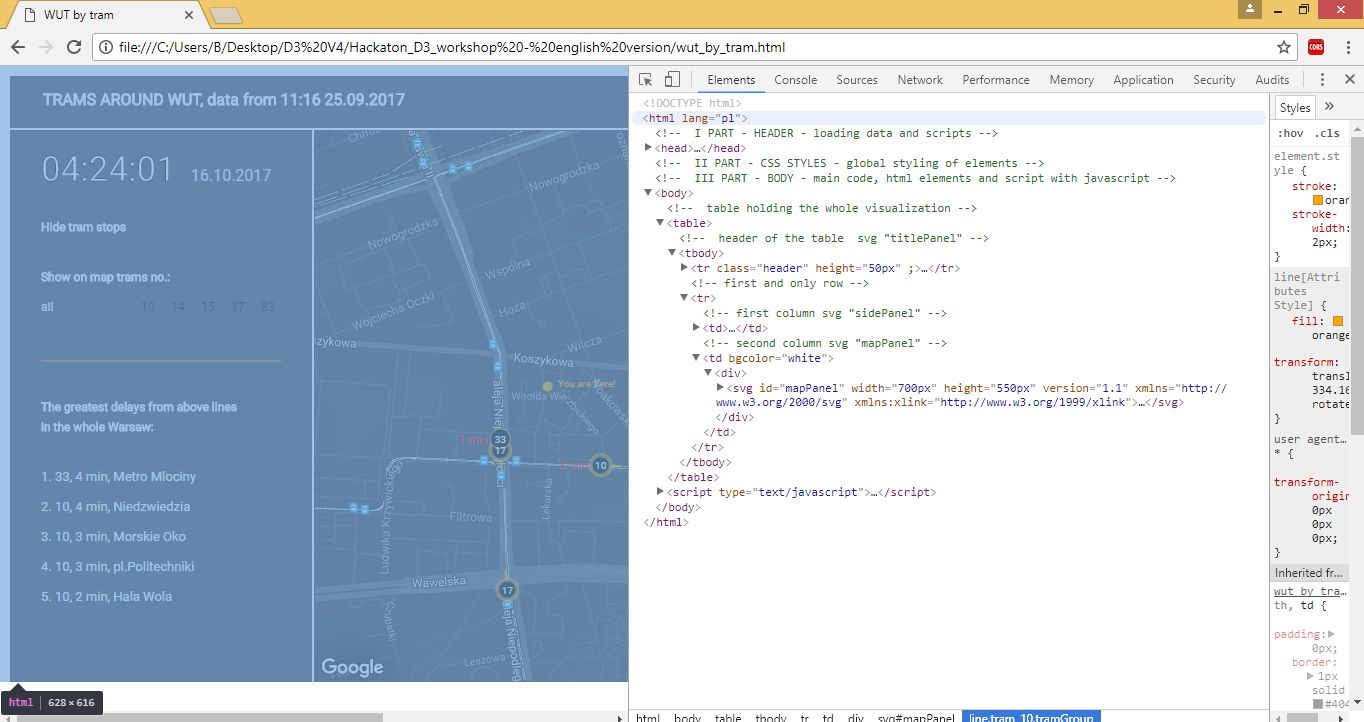 WUT by tram
file:///C:/Users/B/Desktop/D3%20V4/Hackaton_D3_workshop%20-%20english%20version/wut_by_tram.html
CORS
TRAMS AROUND WUT, data from 11:16 25.09.2017
04:24:01 16.10.2017
Hide tram stops
Show on map trams no.:
all 10 14 15 17 33
The greatest delays from above lines
in the whole Warsaw:
1. 33, 4 min, Metro Mlociny
2. 10, 4 min, Niedzwiedzia
3. 10, 3 min, Morskie Oko
4. 10, 3 min, pl.Politechniki
5. 10, 2 min, Hala Wola
Nowogrodzka
Nowogrodzka
Wspólna
Hoża
Wojciecha Oczki
Wilcza
Koszykowa
You are here!
1 min
33
17
10
Ludwika Krzywickiego
Lekarska
Filtrowa
Wawelska
17
Google
html 628 × 616
Elements Console Sources Network Performance Memory Application Security Audits
<!DOCTYPE html>
<html lang="pl">
<!-- I PART - HEADER - loading data and scripts -->
<head>…</head>
<!-- II PART - CSS STYLES - global styling of elements -->
<!-- III PART - BODY - main code, html elements and script with javascript -->
<body>
<!-- table holding the whole visualization -->
<table>
<!-- header of the table svg "titlePanel" -->
<tbody>
<tr class="header" height="50px" ;>…</tr>
<!-- first and only row -->
<tr>
<!-- first column svg "sidePanel" -->
<td>…</td>
<!-- second column svg "mapPanel" -->
<td bgcolor="white">
<div>
<svg id="mapPanel" width="700px" height="550px" version="1.1" xmlns="http://
www.w3.org/2000/svg" xmlns:xlink="http://www.w3.org/1999/xlink">…</svg>
</div>
</td>
</tr>
</tbody>
</table>
<script type="text/javascript">…</script>
</body>
</html>
html body table tbody tr td div svg#mapPanel line.tram_10.tramGroup
Styles
:hov .cls
element.st
yle {
stroke:
oran
stroke-
width:
2px;
}
line[Attri
butes
Style] {
fill:
orange
transform:
transl
334.16
rotate
}
user agent…
* {
transform-
origin
0px
0px
0px;
}
Inherited fr…
wut_by_tra…
th, td {
padding:
0px;
border:
1px
solid
#404